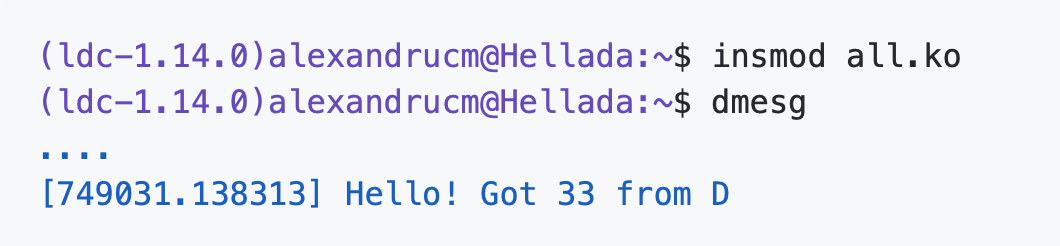 (ldc-1.14.0)alexandrucm@Hellada:~$ insmod all.ko
(ldc-1.14.0)alexandrucm@Hellada:~$ dmesg
....
[749031.138313] Hello! Got 33 from D